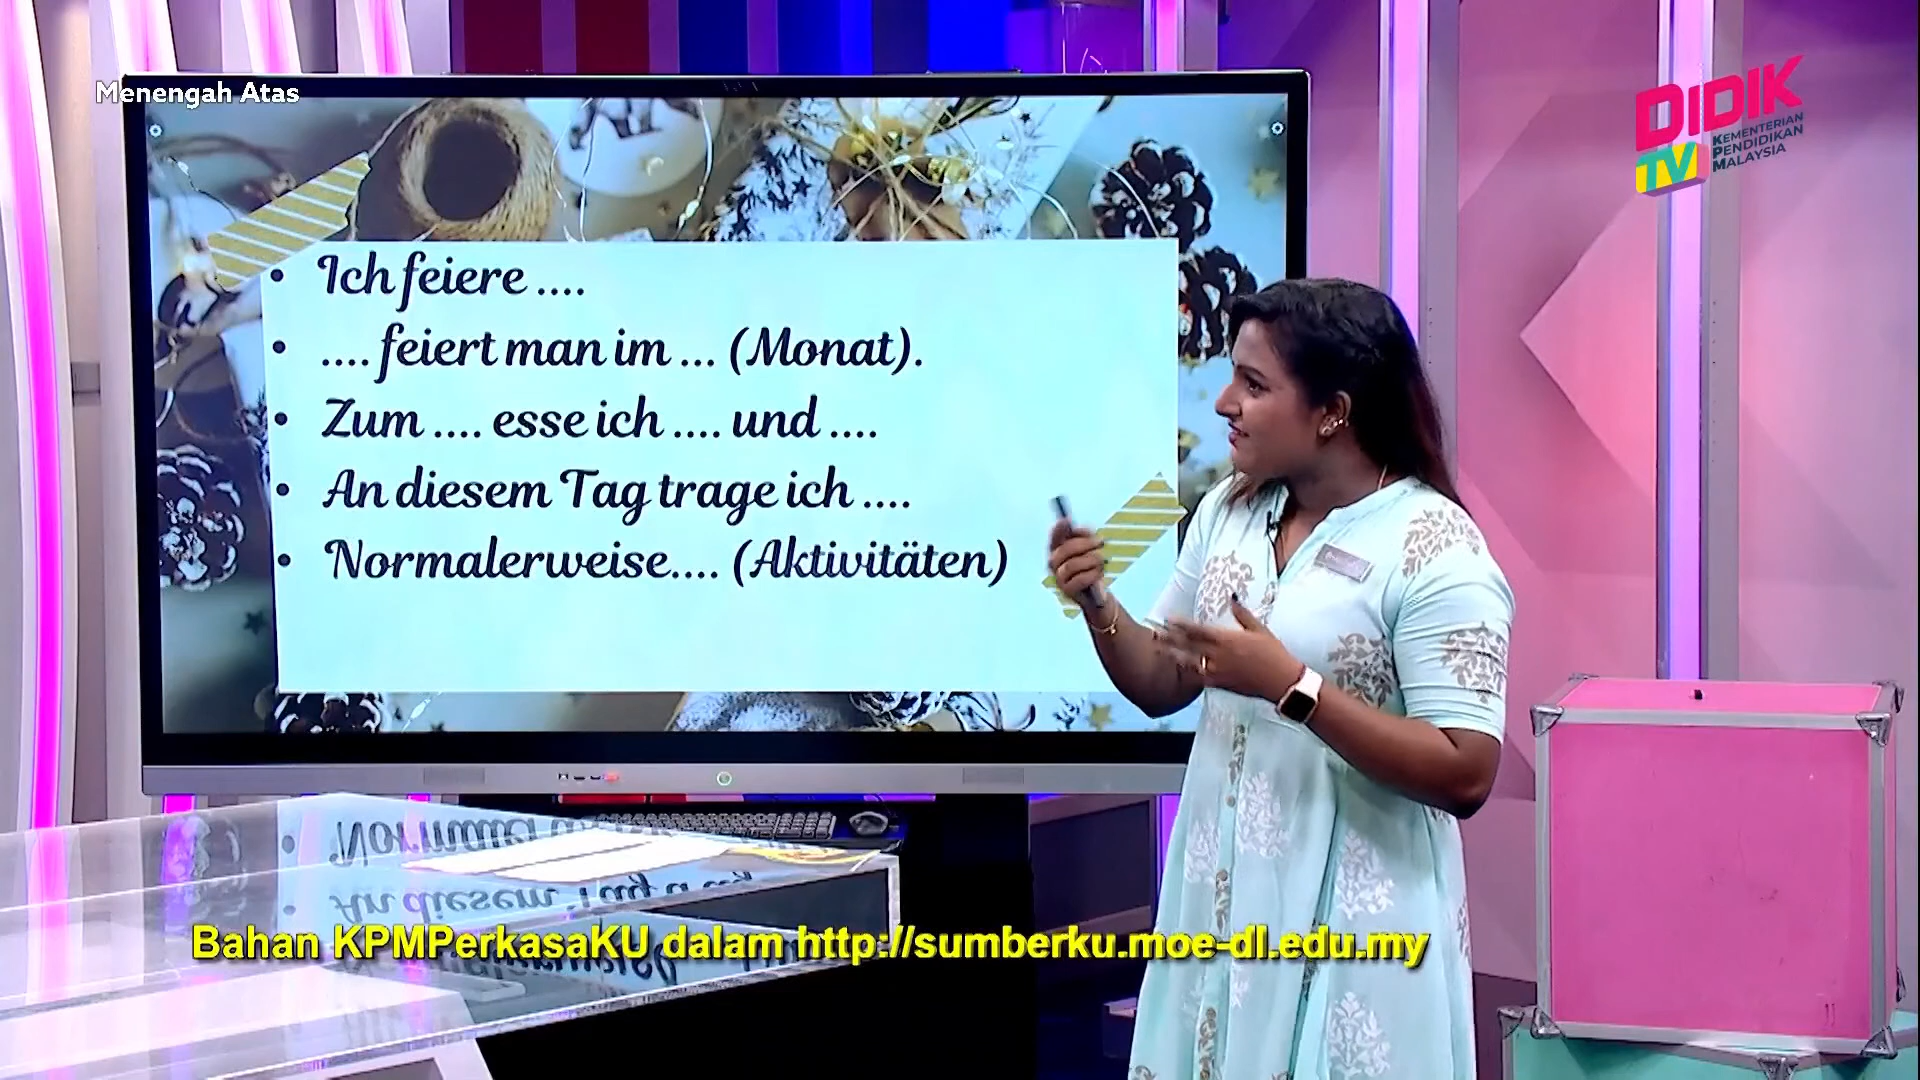 Menengah Atas
DIDIK
TV
KEMENTERIAN
PENDIDIKAN
MALAYSIA
• Ich feiere ....
• .... feiert man im ... (Monat).
• Zum .... esse ich .... und ....
• An diesem Tag trage ich ....
• Normalerweise.... (Aktivitäten)
Bahan KPMPerkasaKU dalam http://sumberku.moe-dl.edu.my